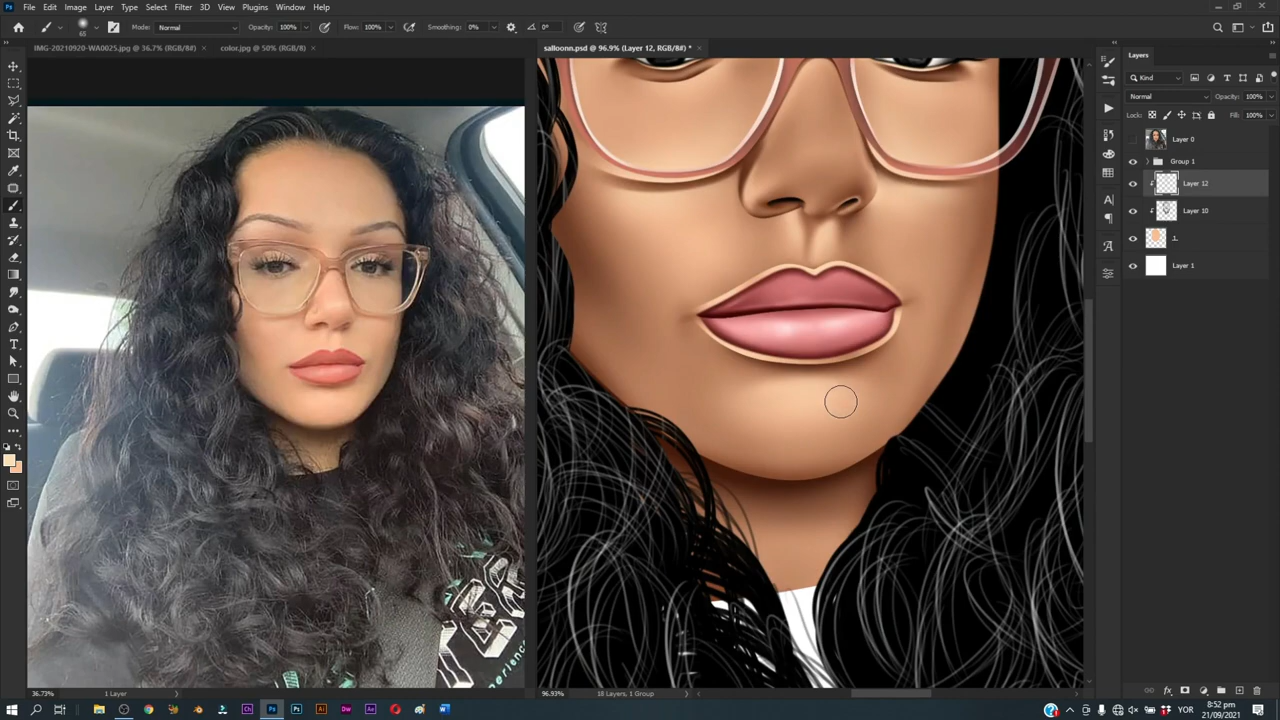 File Edit Image Layer Type Select Filter 3D View Plugins Window Help
Mode: Normal Opacity: 100% Flow: 100% Smoothing: 0% 0°
IMG-20210920-WA0025.jpg @ 36.7% (RGB/8#) × color.jpg @ 50% (RGB/8) × salloonn.psd @ 96.9% (Layer 12, RGB/8#) * ×
Layers
Kind
Normal Opacity: 100%
Lock: Fill: 100%
Layer 0
Group 1
Layer 12
Layer 10
Layer 1
36.73% 1 Layer 96.93% 18 Layers, 1 Group
YOR 8:52 pm
21/09/2021